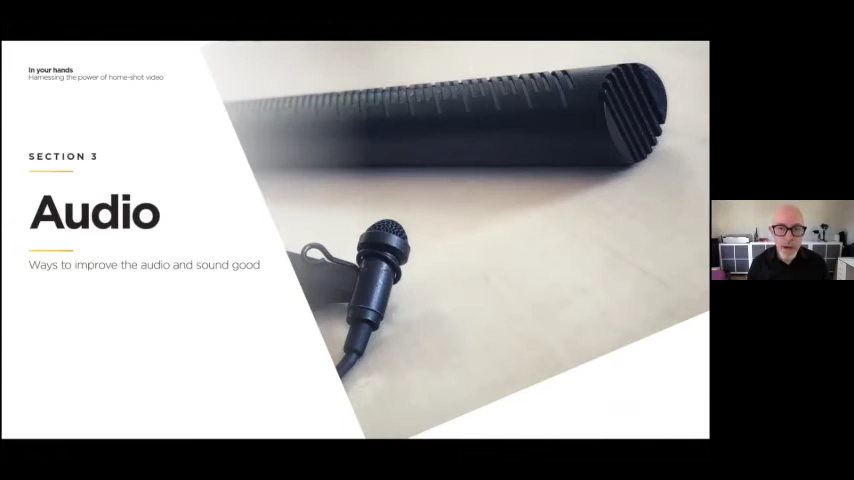 In your hands
Harnessing the power of home-shot video
SECTION 3
Audio
Ways to improve the audio and sound good